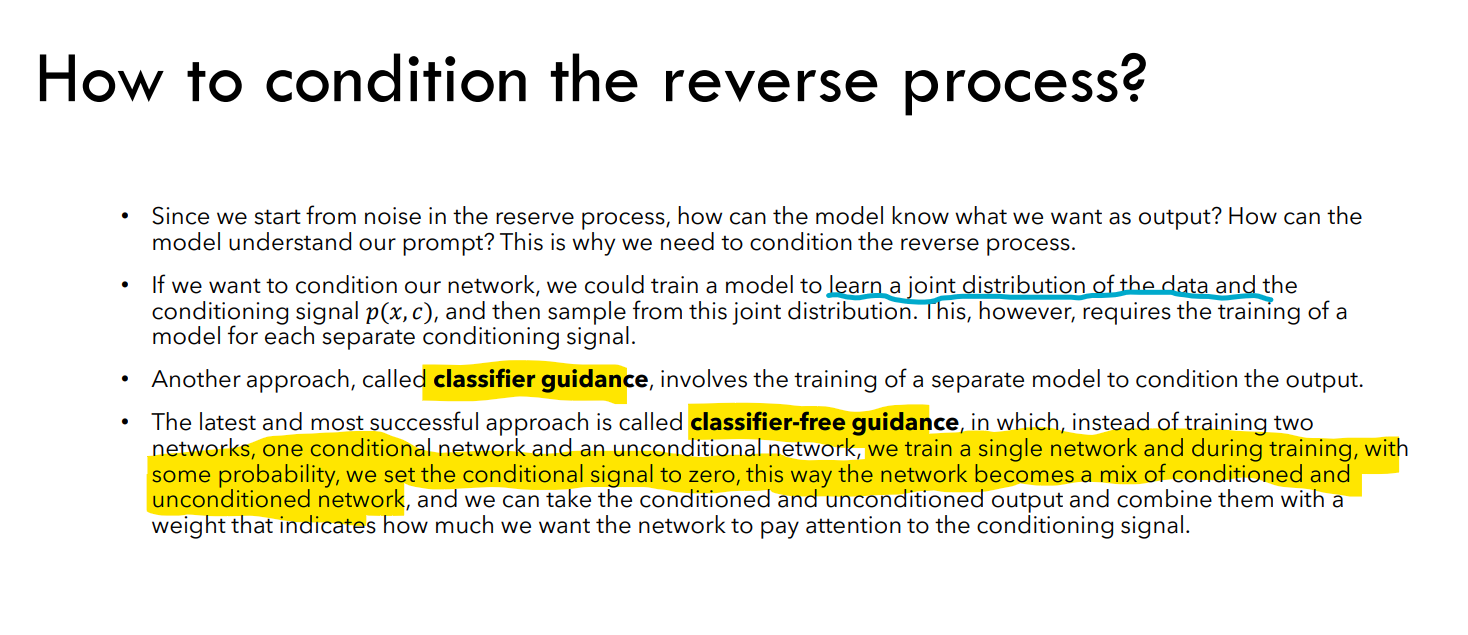 How to condition the reverse process?
• Since we start from noise in the reserve process, how can the model know what we want as output? How can the
model understand our prompt? This is why we need to condition the reverse process.
• If we want to condition our network, we could train a model to learn a joint distribution of the data and the
conditioning signal p(x, c), and then sample from this joint distribution. This, however, requires the training of a
model for each separate conditioning signal.
• Another approach, called classifier guidance, involves the training of a separate model to condition the output.
• The latest and most successful approach is called classifier-free guidance, in which, instead of training two
networks, one conditional network and an unconditional network, we train a single network and during training, with
some probability, we set the conditional signal to zero, this way the network becomes a mix of conditioned and
unconditioned network, and we can take the conditioned and unconditioned output and combine them with a
weight that indicates how much we want the network to pay attention to the conditioning signal.